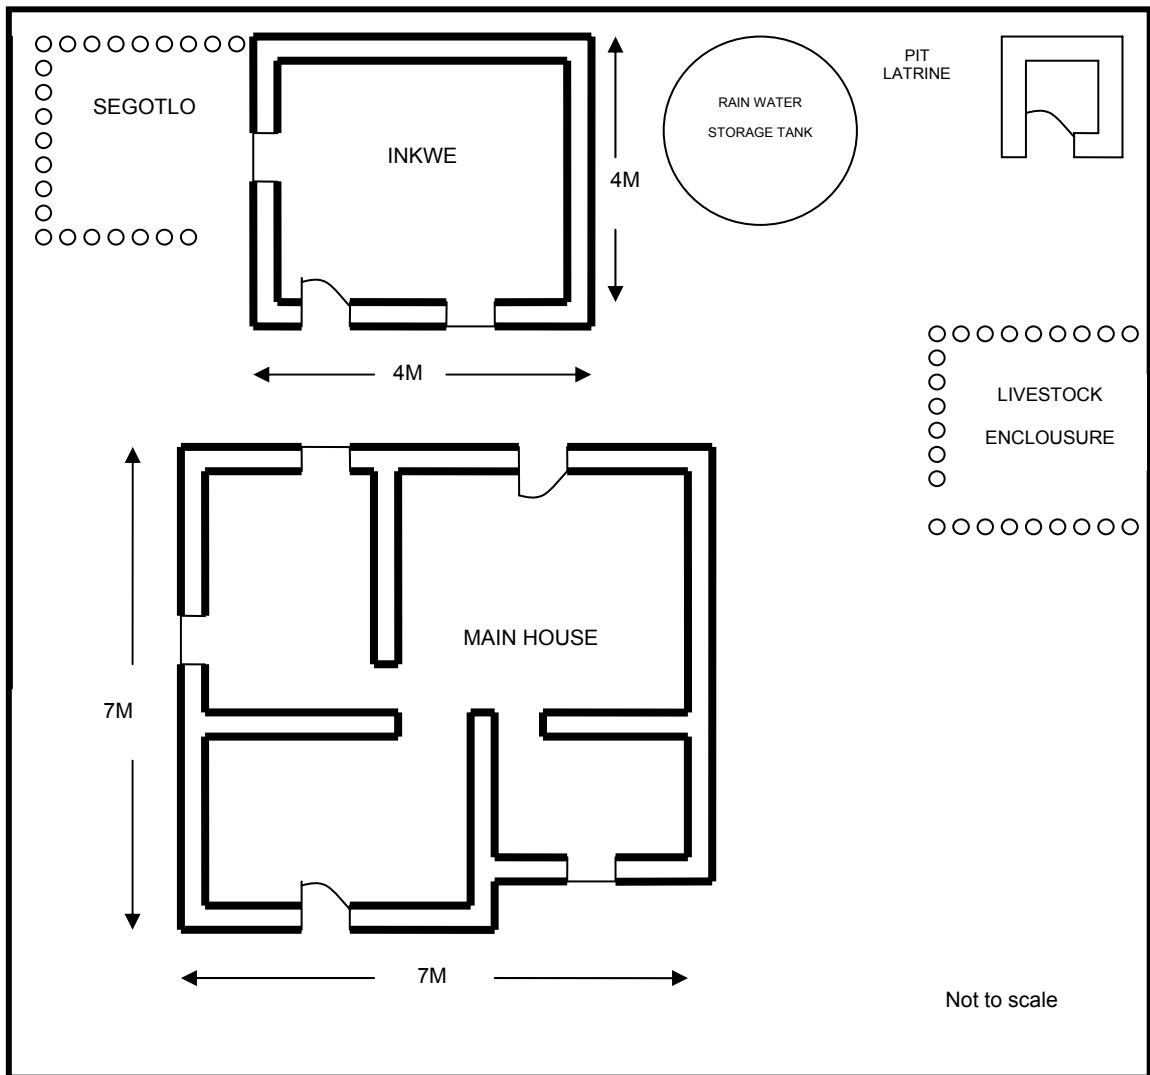 SEGOTLO
INKWE
4M
4M
RAIN WATER
STORAGE TANK
PIT
LATRINE
LIVESTOCK
ENCLOUSURE
MAIN HOUSE
7M
7M
Not to scale